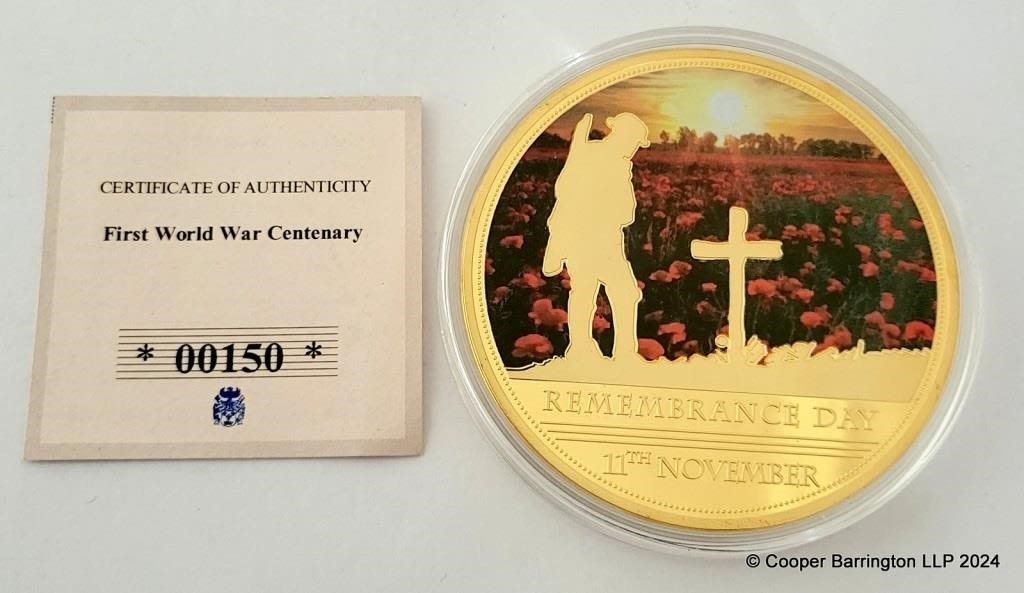 CERTIFICATE OF AUTHENTICITY
First World War Centenary
* 00150 *
REMEMBRANCE DAY
11TH NOVEMBER
© Cooper Barrington LLP 2024